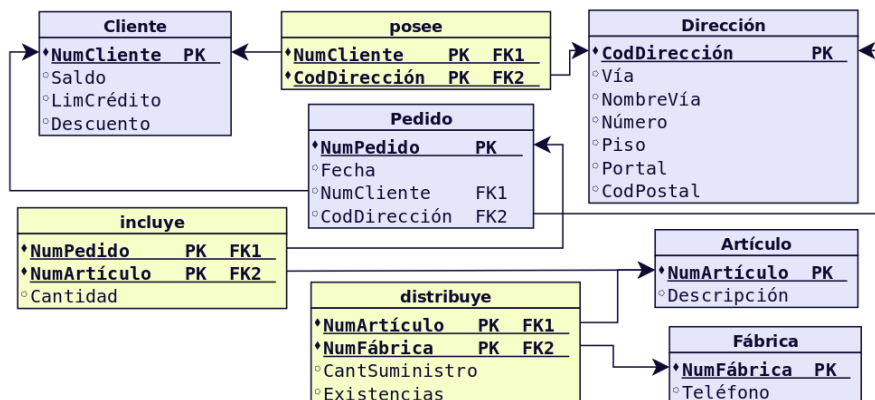 Cliente
NumCliente PK
Saldo
LimCrédito
Descuento
posee
NumCliente PK FK1
CodDirección PK FK2
Dirección
CodDirección PK
Vía
NombreVía
Número
Piso
Portal
CodPostal
Pedido
NumPedido PK
Fecha
NumCliente FK1
CodDirección FK2
incluye
NumPedido PK FK1
NumArtículo PK FK2
Cantidad
Artículo
NumArtículo PK
Descripción
distribuye
NumArtículo PK FK1
NumFábrica PK FK2
CantSuministro
Existencias
Fábrica
NumFábrica PK
Teléfono